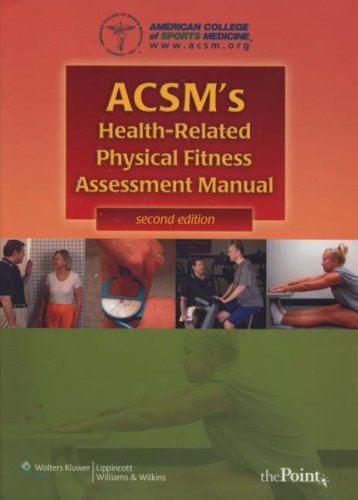 AMERICAN COLLEGE
of SPORTS MEDICINE
www.acsm.org
ACSM's
Health-Related
Physical Fitness
Assessment Manual
second edition
Wolters Kluwer
Lippincott
Williams & Wilkins
thePoint